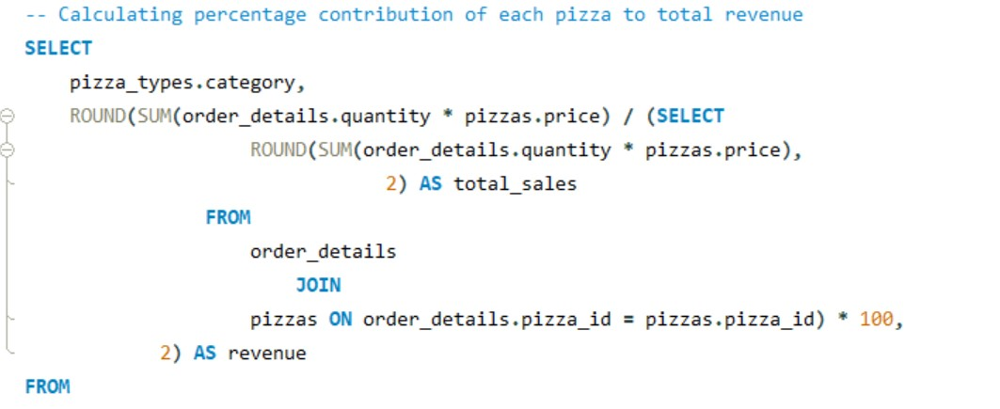 -- Calculating percentage contribution of each pizza to total revenue
SELECT
pizza_types.category,
ROUND(SUM(order_details.quantity * pizzas.price) / (SELECT
ROUND(SUM(order_details.quantity * pizzas.price),
2) AS total_sales
FROM
order_details
JOIN
pizzas ON order_details.pizza_id = pizzas.pizza_id) * 100,
2) AS revenue
FROM